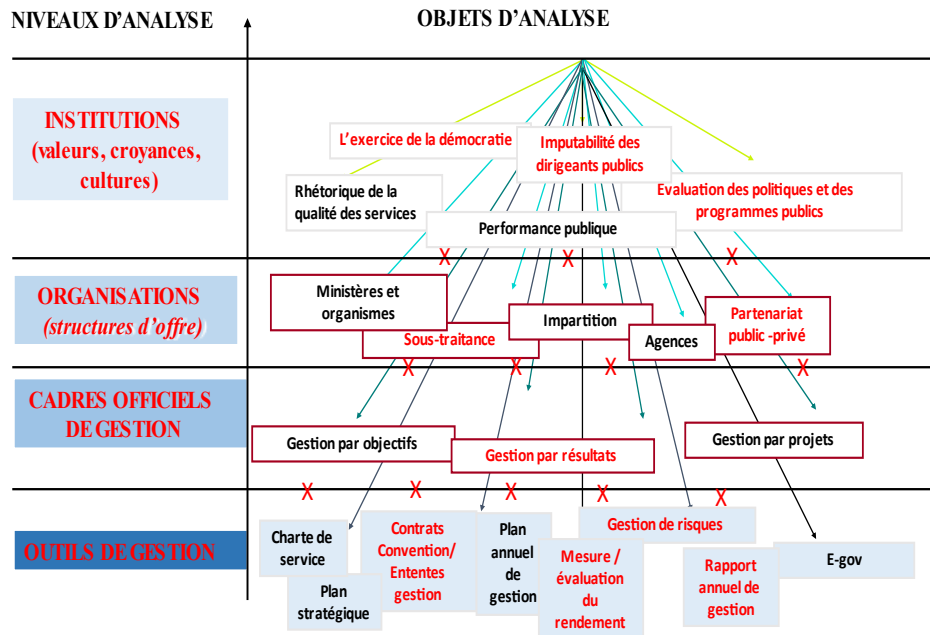 NIVEAUX D'ANALYSE
OBJETS D'ANALYSE
INSTITUTIONS
(valeurs, croyances,
cultures)
L'exercice de la démocratie
Imputabilité des
dirigeants publics
Rhétorique de la
qualité des services
Evaluation des politiques et des
programmes publics
Performance publique
X X X
ORGANISATIONS
(structures d'offre)
Ministères et
organismes
Sous-traitance
Impartition
Agences
Partenariat
public -privé
X X X X
CADRES OFFICIELS
DE GESTION
Gestion par objectifs
Gestion par résultats
Gestion par projets
X X X X X
OUTILS DE GESTION
Charte de
service
Plan
stratégique
Contrats
Convention/
Ententes
gestion
Plan
annuel
de
gestion
Gestion de risques
Mesure /
évaluation
du
rendement
Rapport
annuel de
gestion
E-gov